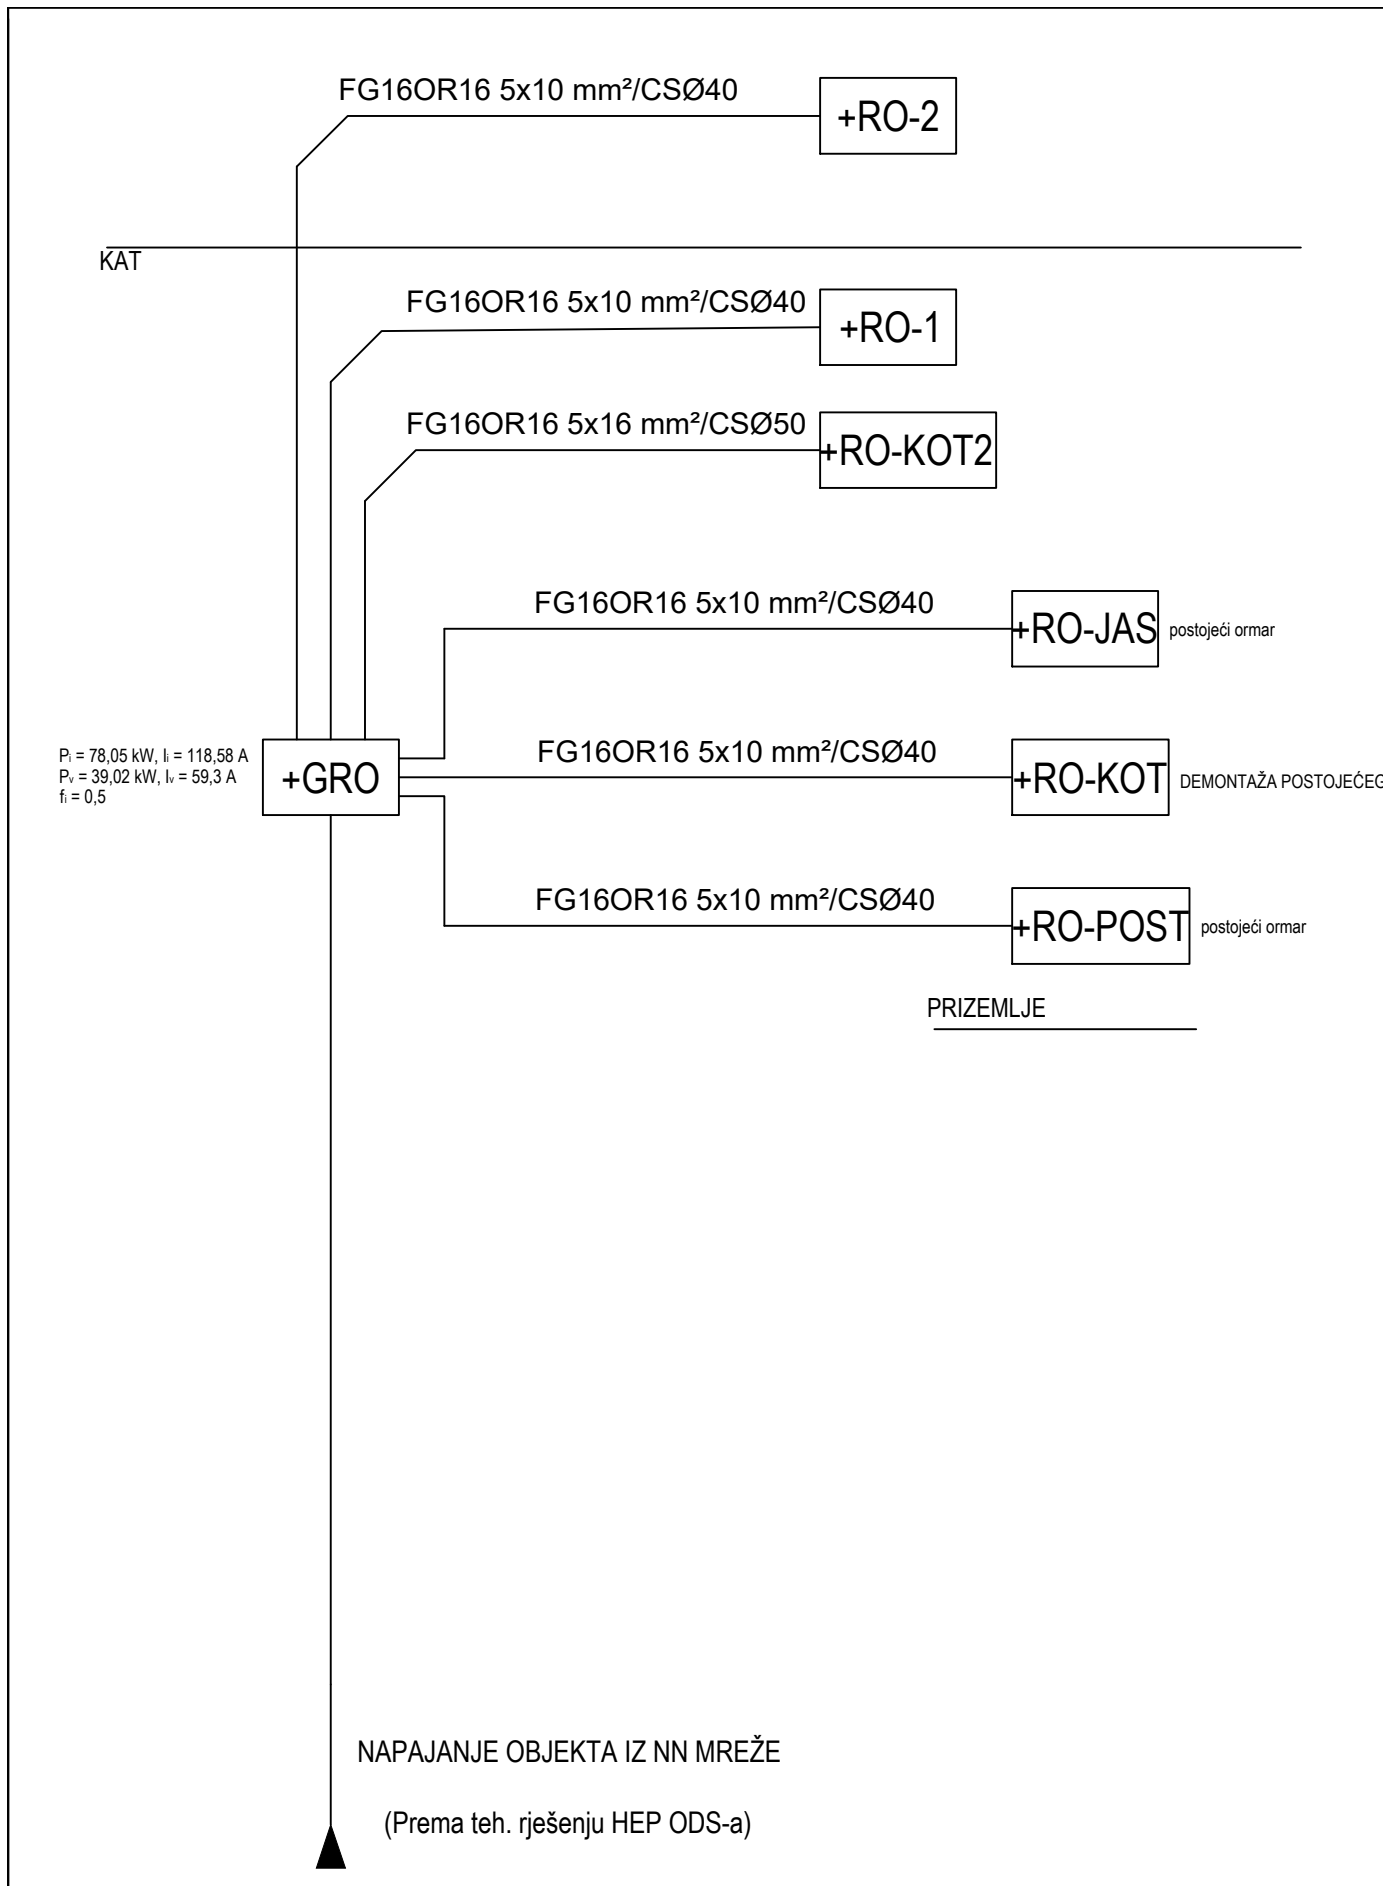 FG16OR16 5x10 mm²/CSØ40
+RO-2
KAT
FG16OR16 5x10 mm²/CSØ40
+RO-1
FG16OR16 5x16 mm²/CSØ50
+RO-KOT2
FG16OR16 5x10 mm²/CSØ40
+RO-JAS
postojeći ormar
Pᵢ = 78,05 kW, Iᵢ = 118,58 A
Pᵥ = 39,02 kW, Iᵥ = 59,3 A
fᵢ = 0,5
+GRO
FG16OR16 5x10 mm²/CSØ40
+RO-KOT
DEMONTAŽA POSTOJEĆEG
FG16OR16 5x10 mm²/CSØ40
+RO-POST
postojeći ormar
PRIZEMLJE
NAPAJANJE OBJEKTA IZ NN MREŽE
(Prema teh. rješenju HEP ODS-a)